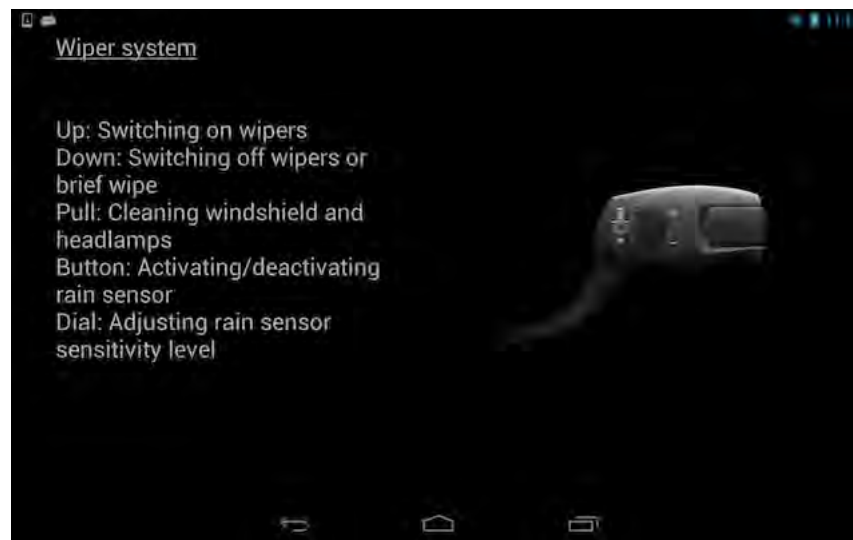 Wiper system
Up: Switching on wipers
Down: Switching off wipers or
brief wipe
Pull: Cleaning windshield and
headlamps
Button: Activating/deactivating
rain sensor
Dial: Adjusting rain sensor
sensitivity level